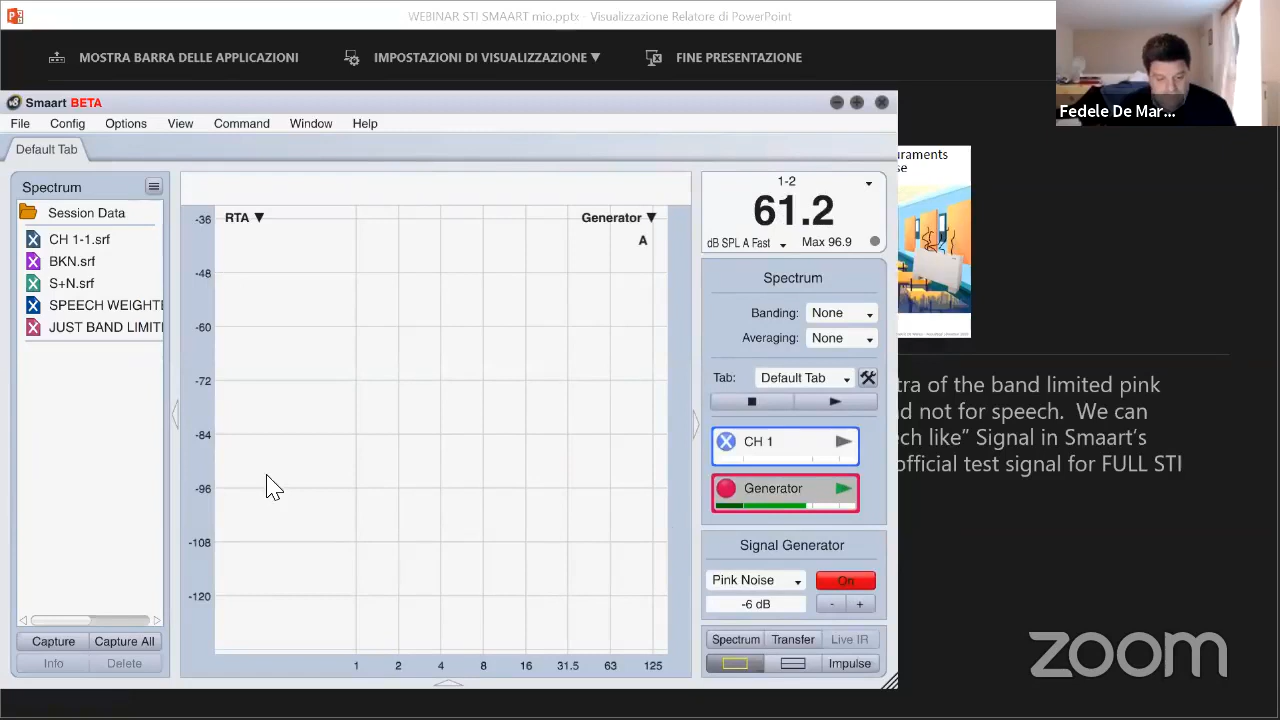 WEBINAR STI SMAART mio.pptx - Visualizzazione Relatore di PowerPoint
MOSTRA BARRA DELLE APPLICAZIONI
IMPOSTAZIONI DI VISUALIZZAZIONE ▼
FINE PRESENTAZIONE
Fedele De Mar...
Smaart BETA
File Config Options View Command Window Help
Default Tab
Spectrum
Session Data
CH 1-1.srf
BKN.srf
S+N.srf
SPEECH WEIGHTE
JUST BAND LIMIT
Capture Capture All
Info Delete
RTA ▼
Generator ▼
A
-36
-48
-60
-72
-84
-96
-108
-120
1 2 4 8 16 31.5 63 125
1-2
61.2
dB SPL A Fast Max 96.9
Spectrum
Banding: None
Averaging: None
Tab: Default Tab
CH 1
Generator
Signal Generator
Pink Noise On
-6 dB - +
Spectrum Transfer Live IR
Impulse
uraments
se
tra of the band limited pink
d not for speech. We can
ch like” Signal in Smaart’s
official test signal for FULL STI
zoom